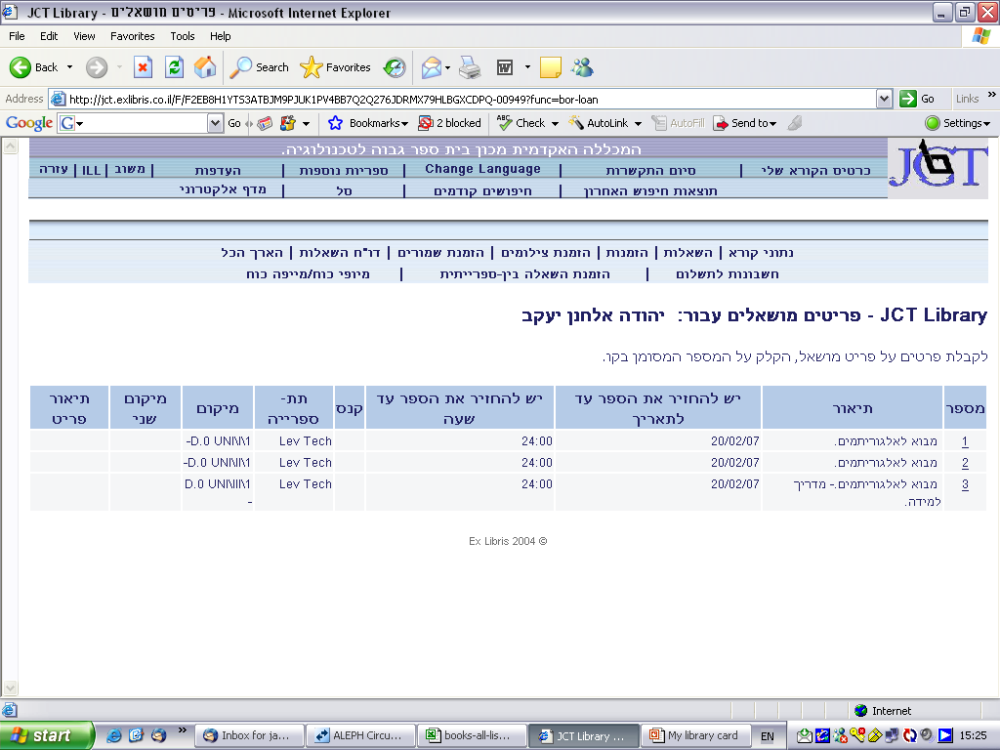 JCT Library - פריטים מושאלים - Microsoft Internet Explorer
File Edit View Favorites Tools Help
Back Search Favorites
Address http://jct.exlibris.co.il/F/F2EB8H1YTS3ATBJM9PJUK1PV4BB7Q2Q276JDRMX79HLBGXCDPQ-00949?func=bor-loan Go Links »
Google G Go Bookmarks 2 blocked ABC Check AutoLink AutoFill Send to Settings
המכללה האקדמית מכון בית ספר גבוה לטכנולוגיה.
כרטיס הקורא שלי | סיום התקשרות | Change Language | ספריות נוספות | העדפות | משוב | ILL | עזרה
תוצאות חיפוש האחרון | חיפושים קודמים | סל | מדף אלקטרוני
JCT
נתוני קורא | השאלות | הזמנות | הזמנת צילומים | הזמנת שמורים | דו"ח השאלות | הארך הכל
חשבונות לתשלום | הזמנת השאלה בין-ספרייתית | מיופי כוח/מייפה כוח
JCT Library - פריטים מושאלים עבור: יהודה אלחנן יעקב
לקבלת פרטים על פריט מושאל, הקלק על המספר המסומן בקו.
מספר תיאור יש להחזיר את הספר עד לתאריך יש להחזיר את הספר עד שעה קנס תת-ספרייה מיקום מיקום שני תיאור פריט
1 מבוא לאלגוריתמים. 20/02/07 24:00 Lev Tech D.0 UNI\I\1-
2 מבוא לאלגוריתמים. 20/02/07 24:00 Lev Tech D.0 UNI\I\1-
3 מבוא לאלגוריתמים.- מדריך 20/02/07 24:00 Lev Tech D.0 UNI\II\1
למידה. -
Ex Libris 2004 ©
Internet
start » Inbox for ja... ALEPH Circu... books-all-lis... JCT Library ... My library card EN 15:25